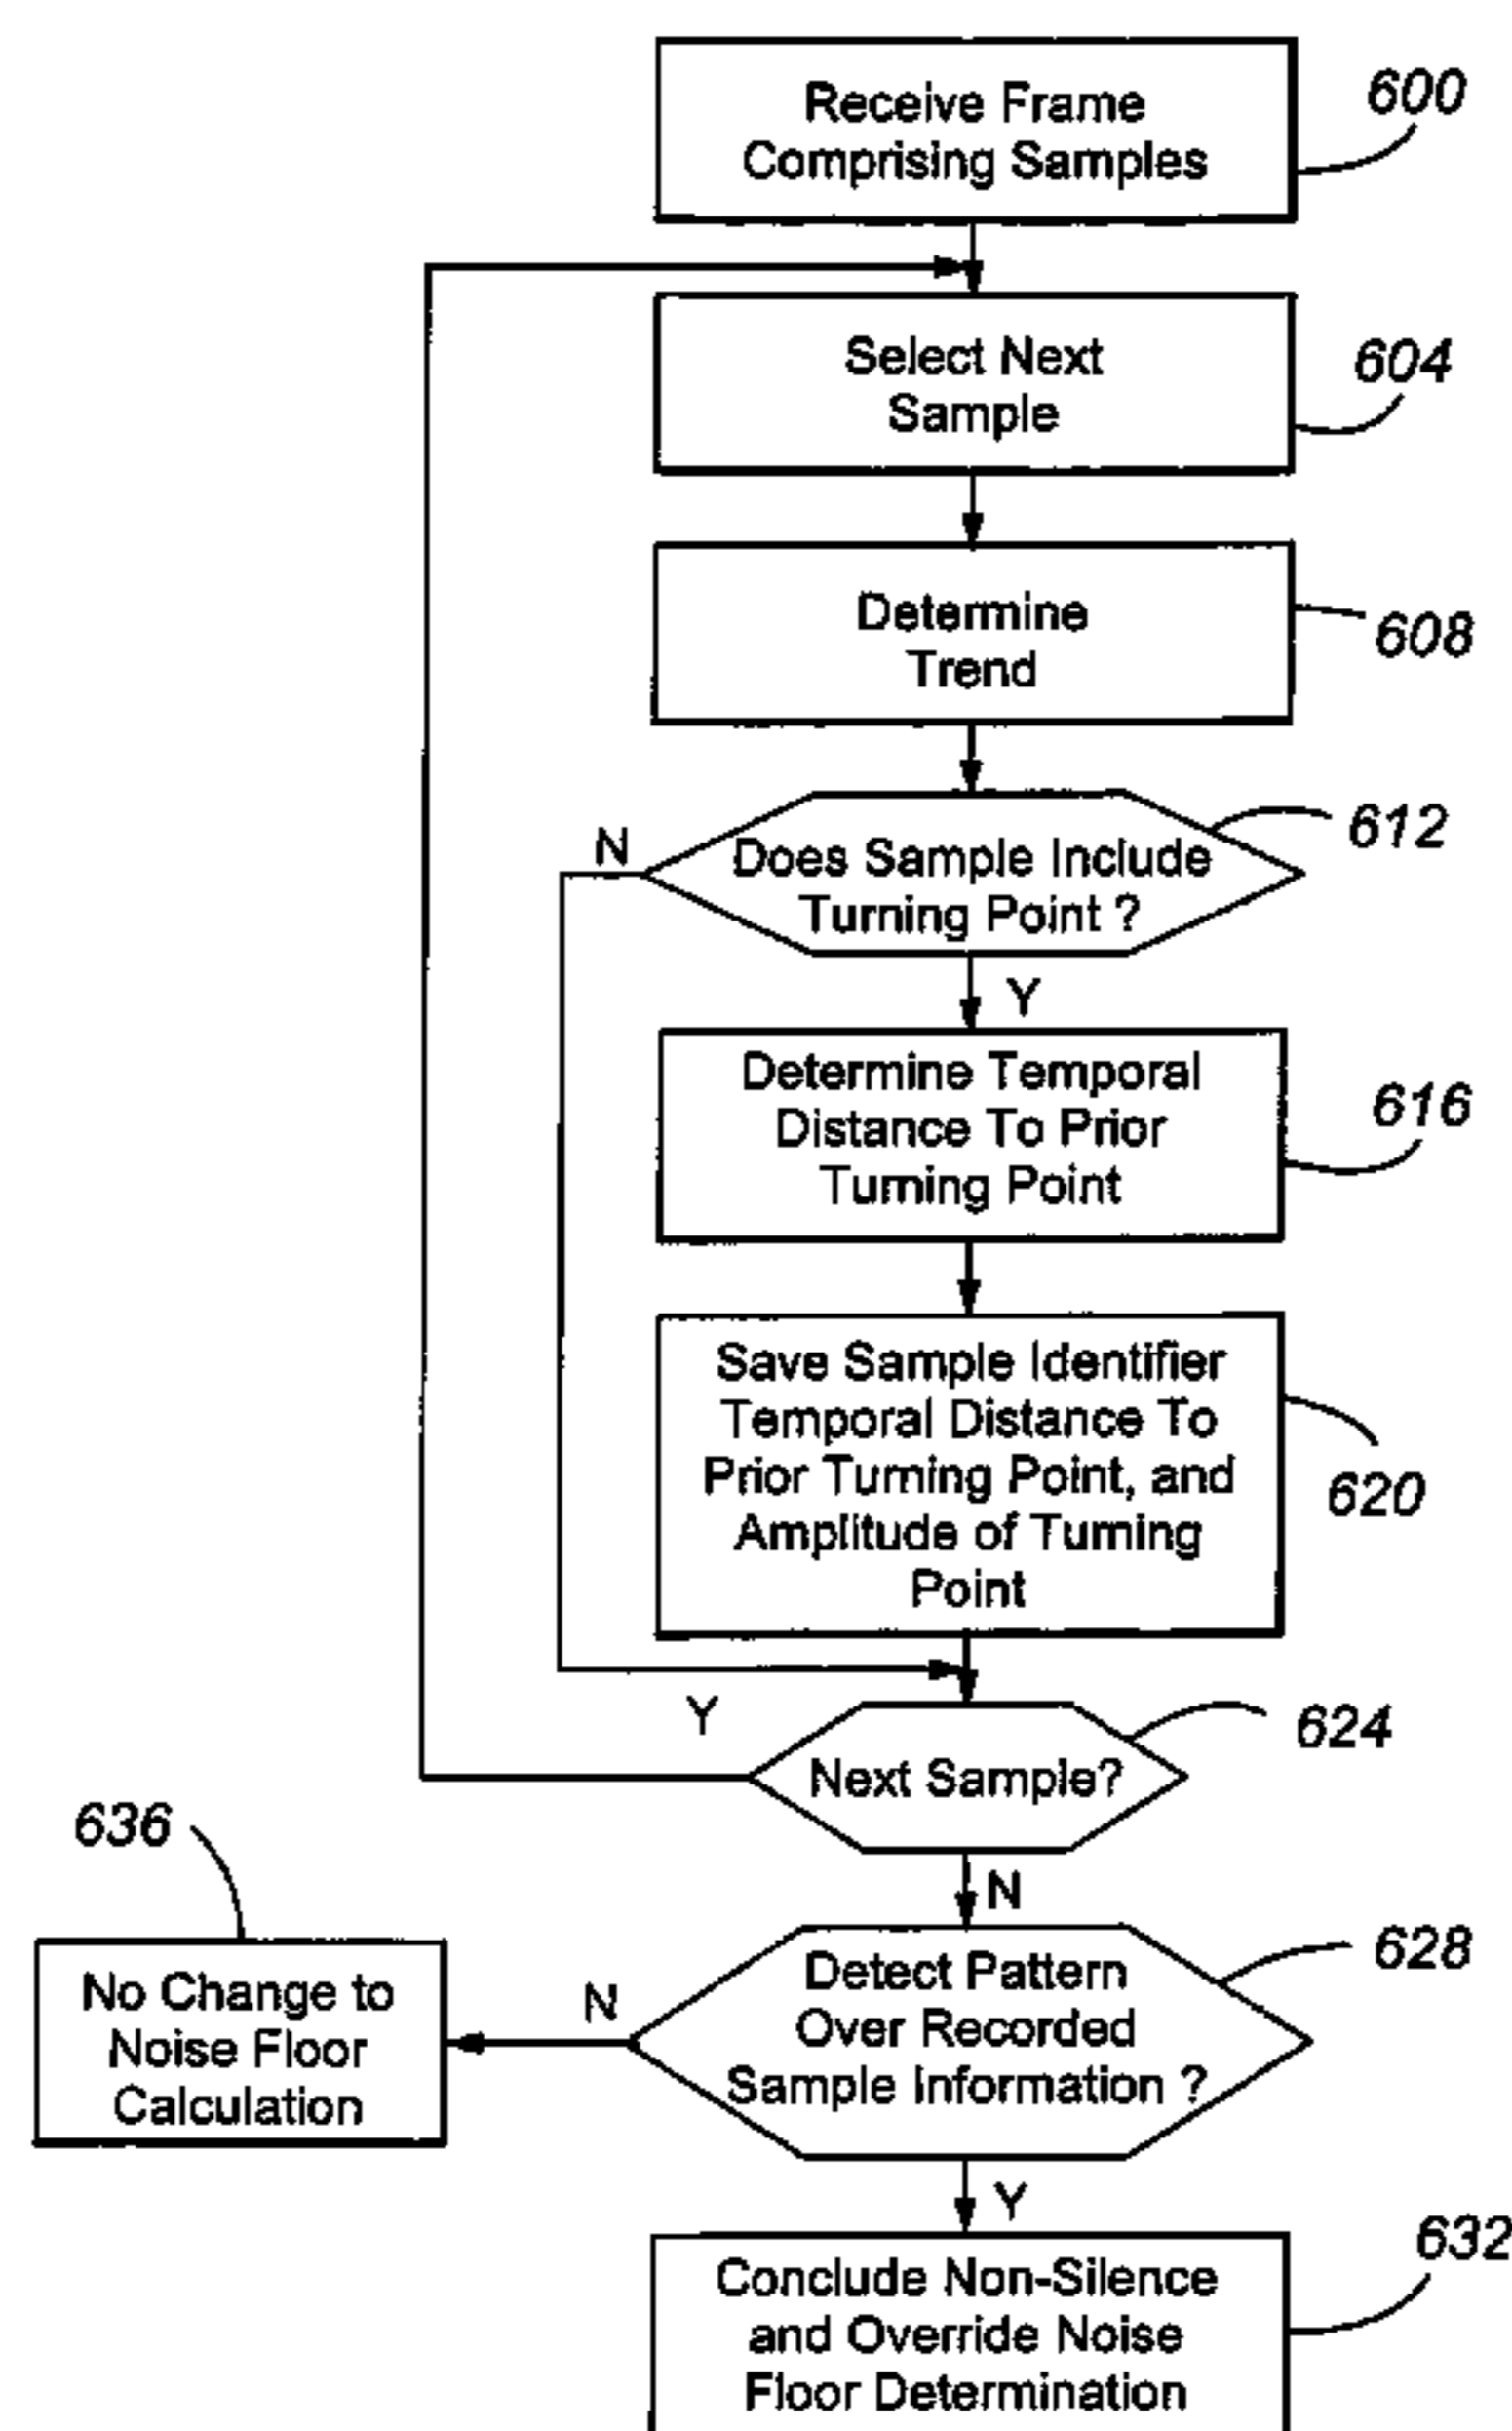 Receive Frame
Comprising Samples
600
Select Next
Sample
604
Determine
Trend
608
Does Sample Include
Turning Point ?
612
N
Y
Determine Temporal
Distance To Prior
Turning Point
616
Save Sample Identifier
Temporal Distance To
Prior Turning Point, and
Amplitude of Turning
Point
620
Y
Next Sample?
624
N
636
No Change to
Noise Floor
Calculation
N
Detect Pattern
Over Recorded
Sample Information ?
628
Y
Conclude Non-Silence
and Override Noise
Floor Determination
632